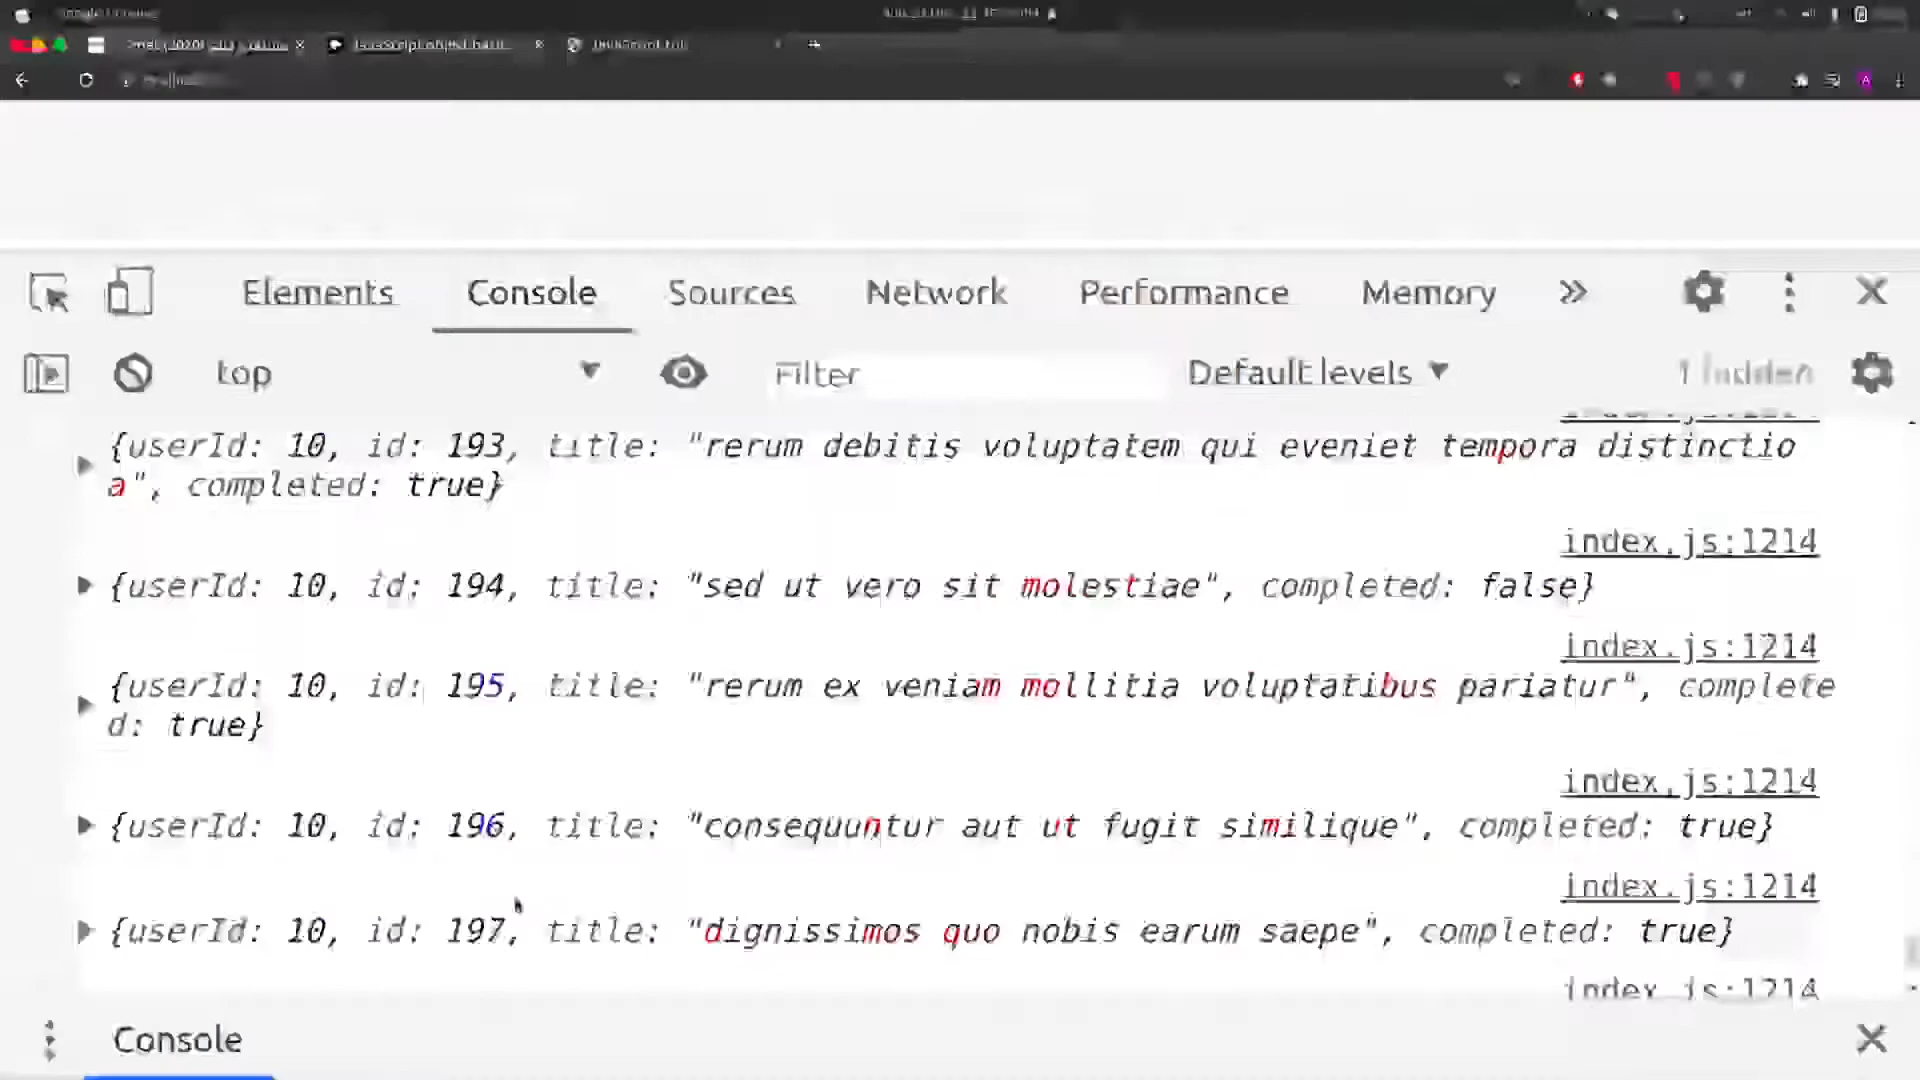 Elements Console Sources Network Performance Memory
top Filter Default levels 1 hidden
{userId: 10, id: 193, title: "rerum debitis voluptatem qui eveniet tempora distinctio
a", completed: true}
index.js:1214
{userId: 10, id: 194, title: "sed ut vero sit molestiae", completed: false}
index.js:1214
{userId: 10, id: 195, title: "rerum ex veniam mollitia voluptatibus pariatur", complete
d: true}
index.js:1214
{userId: 10, id: 196, title: "consequuntur aut ut fugit similique", completed: true}
index.js:1214
{userId: 10, id: 197, title: "dignissimos quo nobis earum saepe", completed: true}
index.js:1214
Console